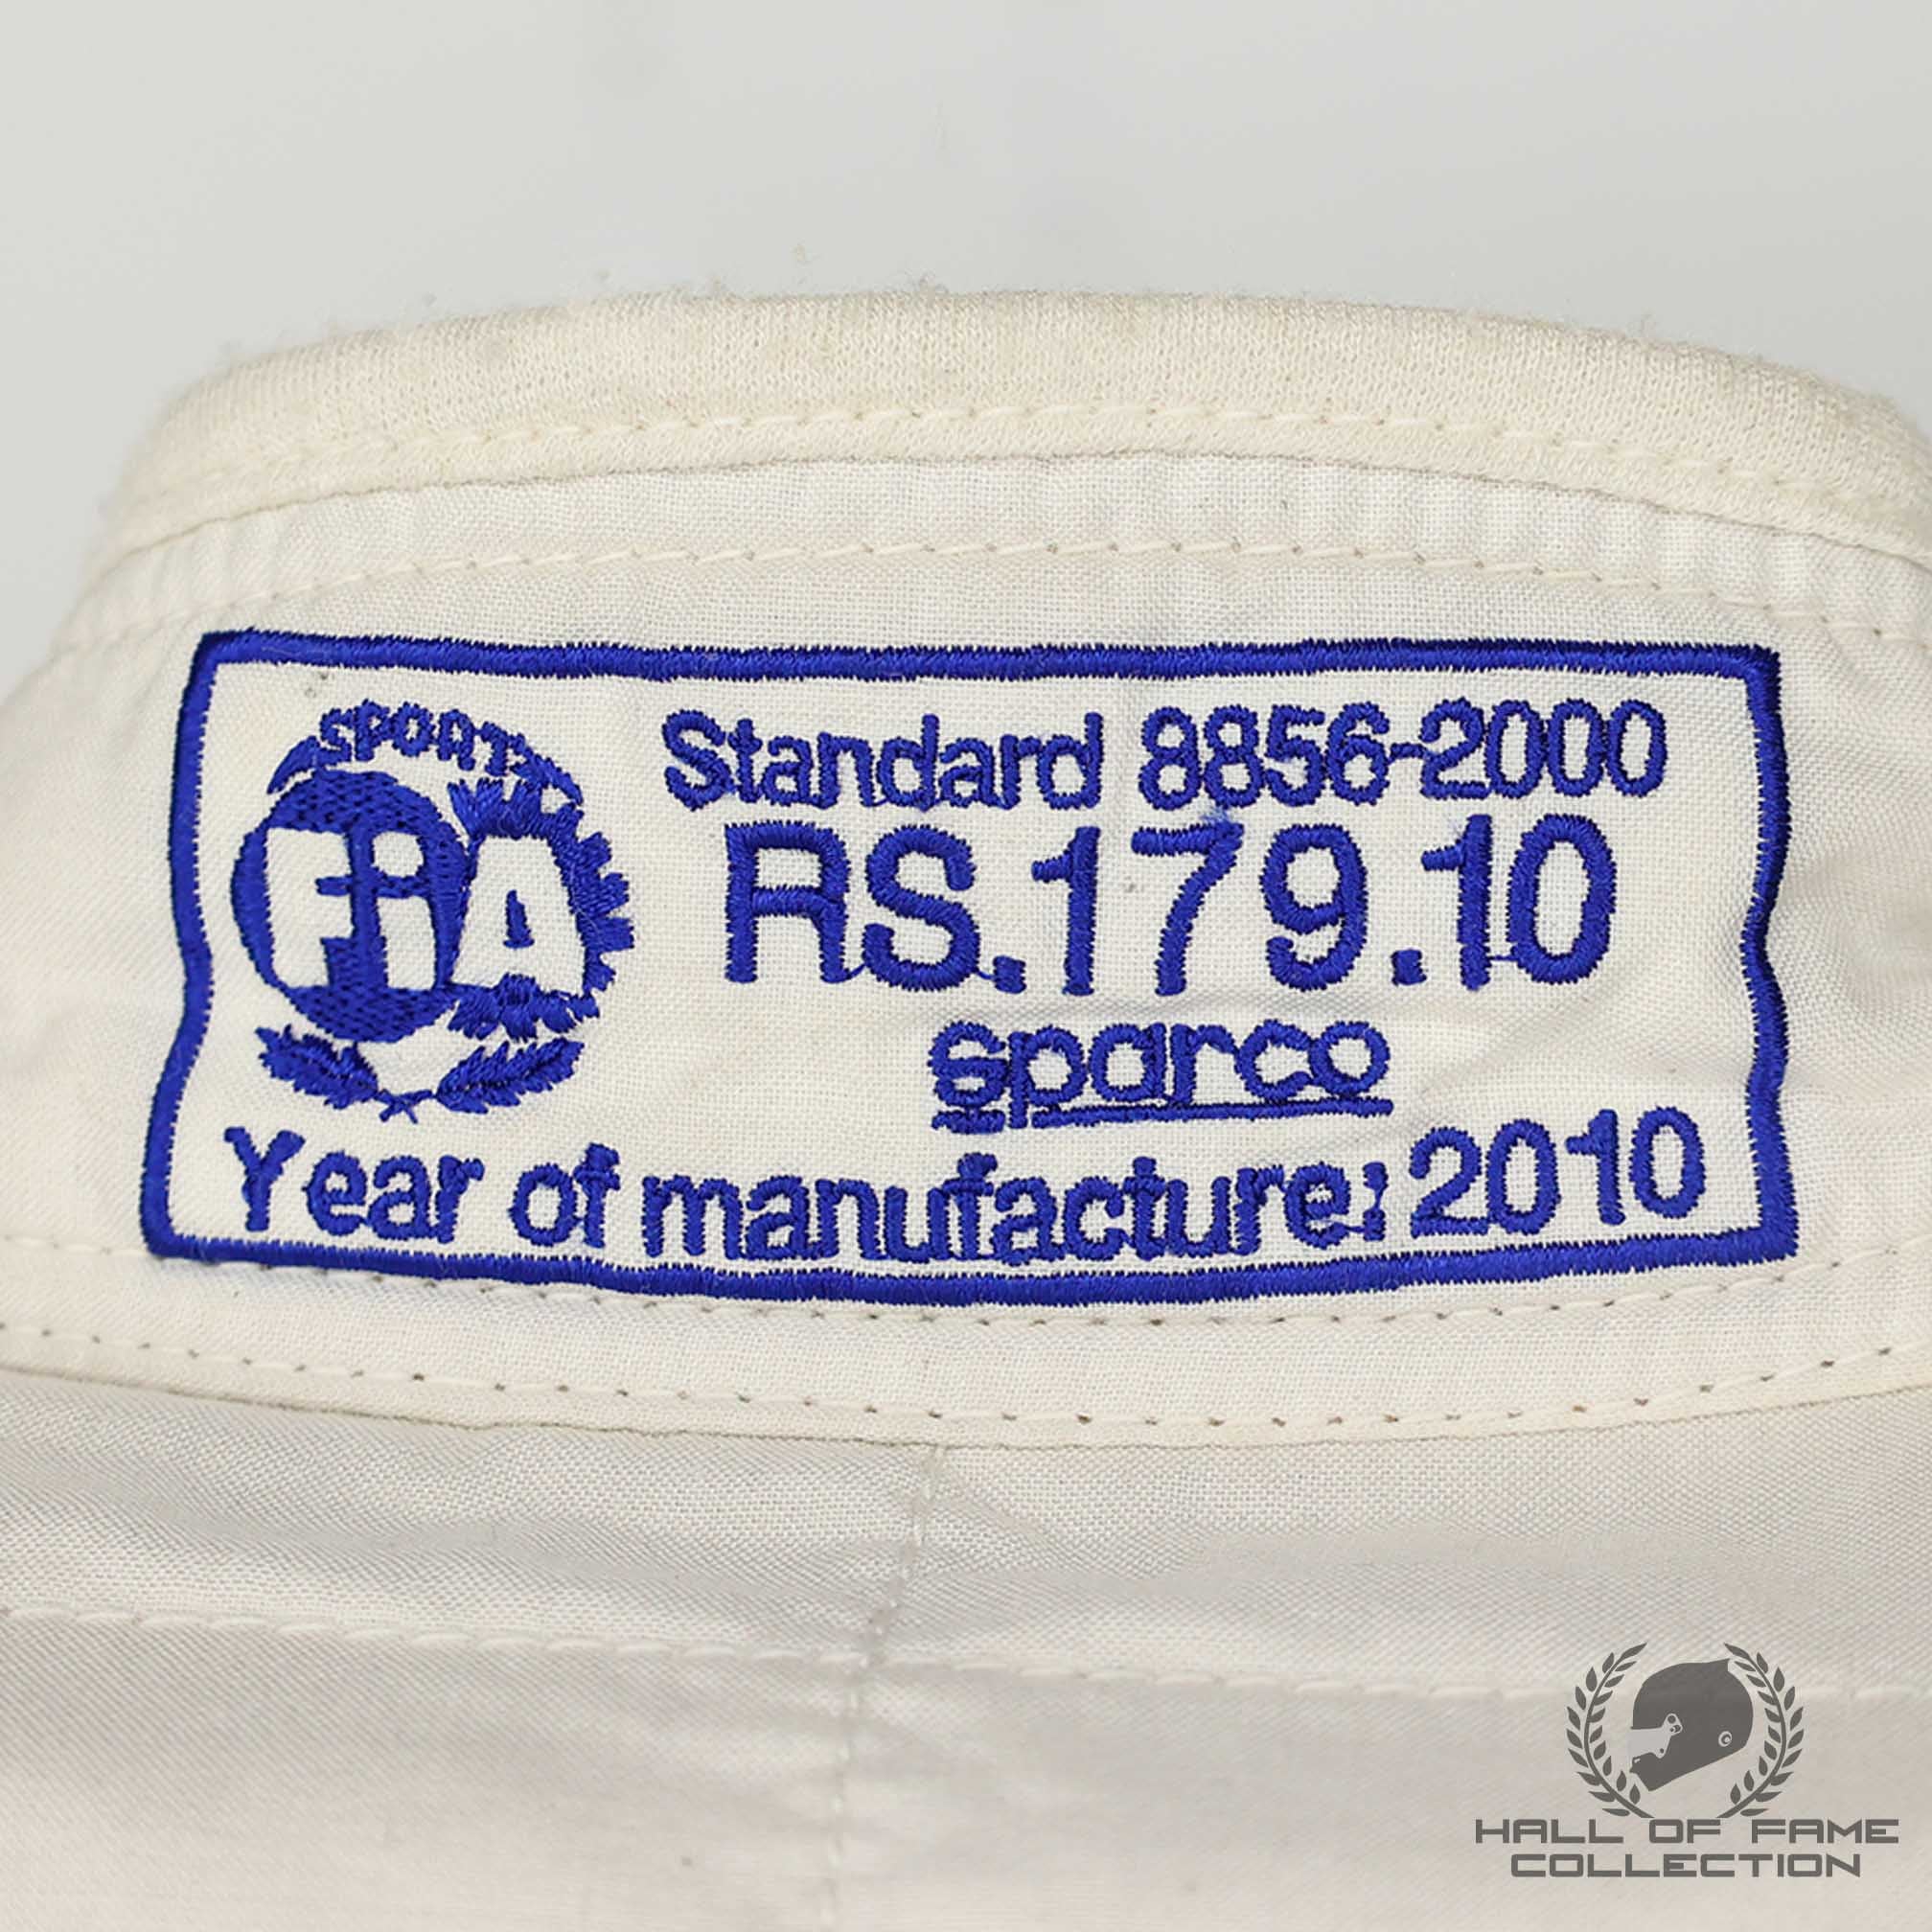 SPORT
FiA
Standard 8856-2000
RS.179.10
sparco
Year of manufacture: 2010
HALL OF FAME
COLLECTION